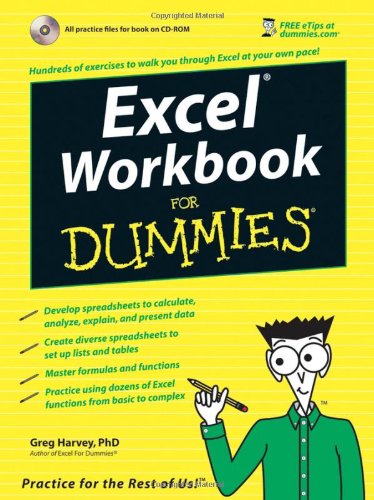 All practice files for book on CD-ROM
FREE eTips at
dummies.com®
Hundreds of exercises to walk you through Excel at your own pace!
Excel®
Workbook
FOR
DUMMIES®
Develop spreadsheets to calculate,
analyze, explain, and present data
Create diverse spreadsheets to
set up lists and tables
Master formulas and functions
Practice using dozens of Excel
functions from basic to complex
Greg Harvey, PhD
Author of Excel For Dummies®
Practice for the Rest of Us!™